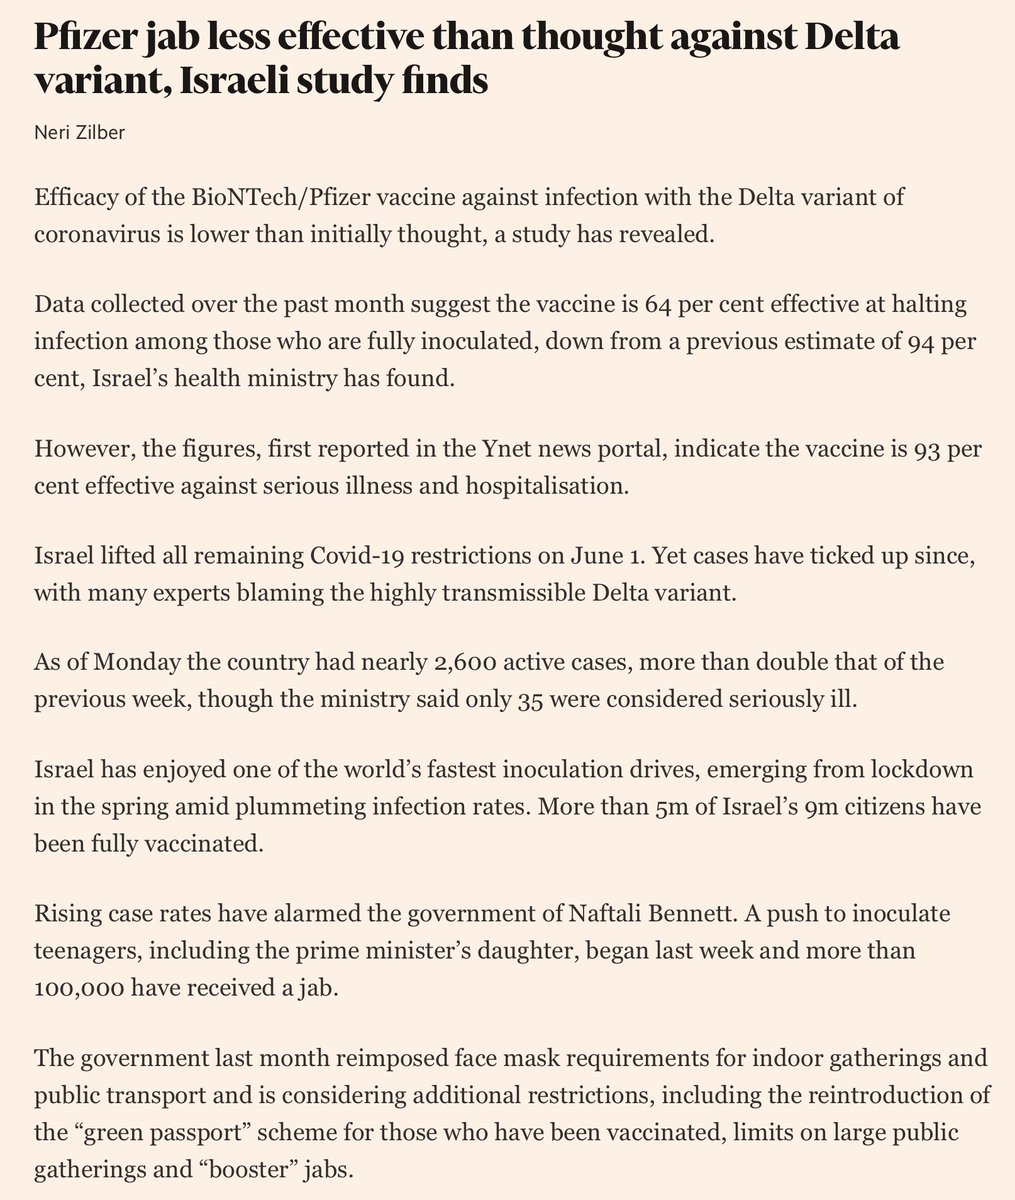 Pfizer jab less effective than thought against Delta
variant, Israeli study finds
Neri Zilber
Efficacy of the BioNTech/Pfizer vaccine against infection with the Delta variant of
coronavirus is lower than initially thought, a study has revealed.
Data collected over the past month suggest the vaccine is 64 per cent effective at halting
infection among those who are fully inoculated, down from a previous estimate of 94 per
cent, Israel’s health ministry has found.
However, the figures, first reported in the Ynet news portal, indicate the vaccine is 93 per
cent effective against serious illness and hospitalisation.
Israel lifted all remaining Covid-19 restrictions on June 1. Yet cases have ticked up since,
with many experts blaming the highly transmissible Delta variant.
As of Monday the country had nearly 2,600 active cases, more than double that of the
previous week, though the ministry said only 35 were considered seriously ill.
Israel has enjoyed one of the world’s fastest inoculation drives, emerging from lockdown
in the spring amid plummeting infection rates. More than 5m of Israel’s 9m citizens have
been fully vaccinated.
Rising case rates have alarmed the government of Naftali Bennett. A push to inoculate
teenagers, including the prime minister’s daughter, began last week and more than
100,000 have received a jab.
The government last month reimposed face mask requirements for indoor gatherings and
public transport and is considering additional restrictions, including the reintroduction of
the “green passport” scheme for those who have been vaccinated, limits on large public
gatherings and “booster” jabs.